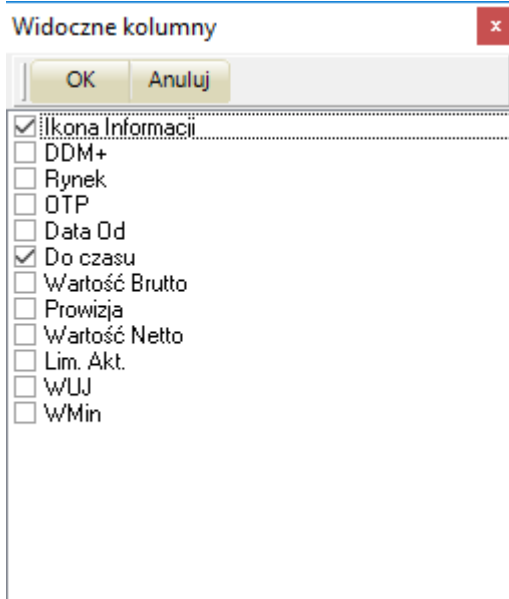 Widoczne kolumny
x
OK Anuluj
Ikona Informacji
DDM+
Rynek
OTP
Data Od
Do czasu
Wartość Brutto
Prowizja
Wartość Netto
Lim. Akt.
WUJ
WMin